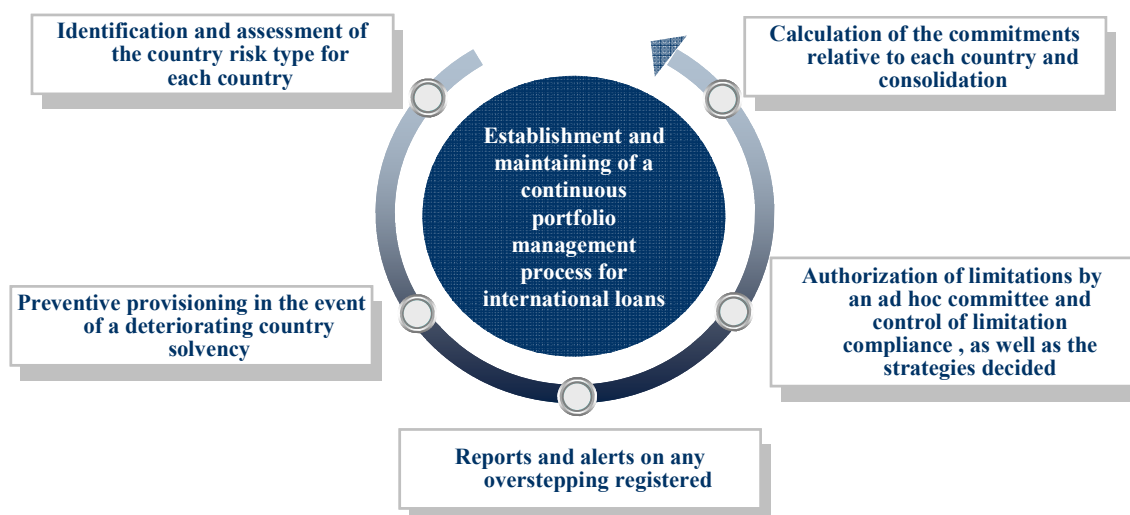 Identification and assessment of
the country risk type for
each country
Calculation of the commitments
relative to each country and
consolidation
Establishment and
maintaining of a
continuous
portfolio
management
process for
international loans
Preventive provisioning in the event
of a deteriorating country
solvency
Authorization of limitations by
an ad hoc committee and
control of limitation
compliance , as well as the
strategies decided
Reports and alerts on any
overstepping registered